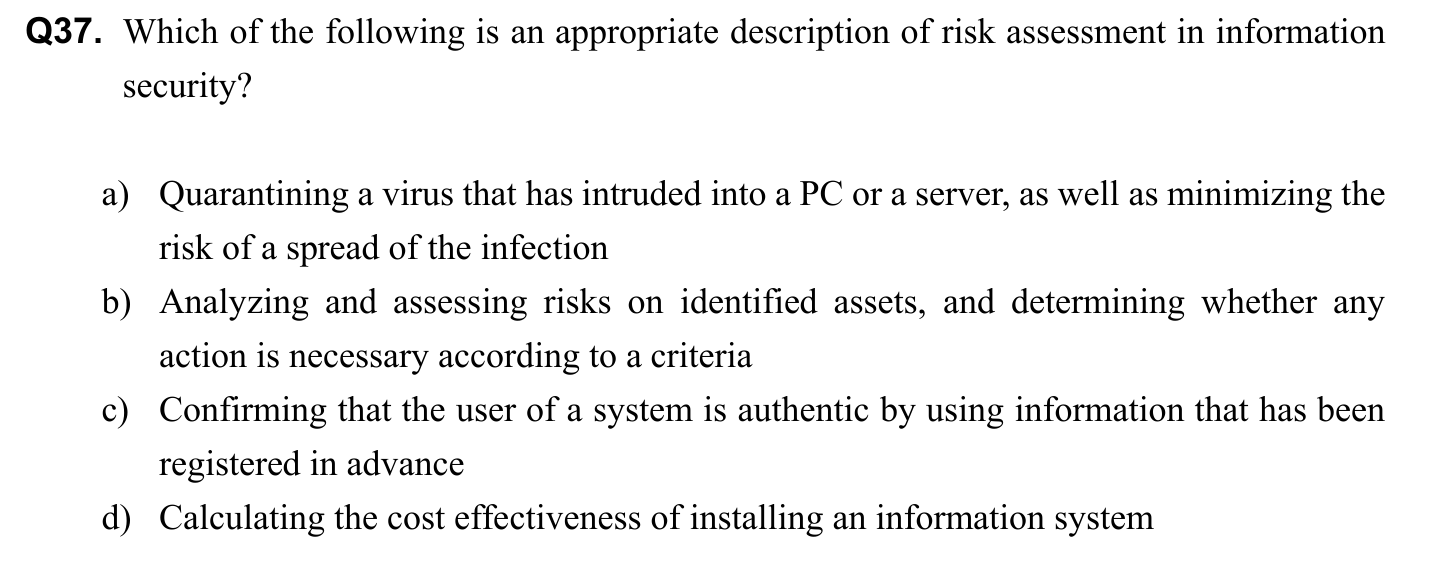 Q37. Which of the following is an appropriate description of risk assessment in information
security?
a) Quarantining a virus that has intruded into a PC or a server, as well as minimizing the
risk of a spread of the infection
b) Analyzing and assessing risks on identified assets, and determining whether any
action is necessary according to a criteria
c) Confirming that the user of a system is authentic by using information that has been
registered in advance
d) Calculating the cost effectiveness of installing an information system